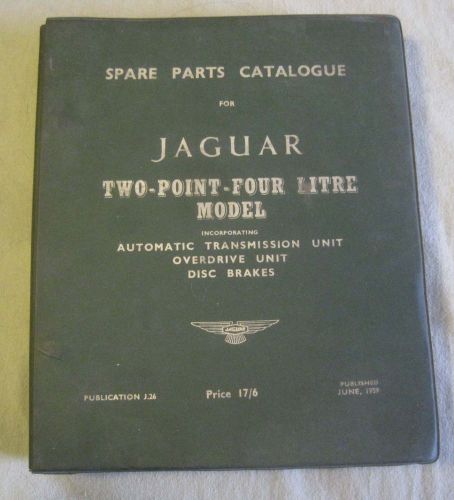 SPARE PARTS CATALOGUE
FOR
JAGUAR
TWO-POINT-FOUR LITRE
MODEL
INCORPORATING
AUTOMATIC TRANSMISSION UNIT
OVERDRIVE UNIT
DISC BRAKES
JAGUAR
PUBLICATION J.26
Price 17/6
PUBLISHED
JUNE, 1959